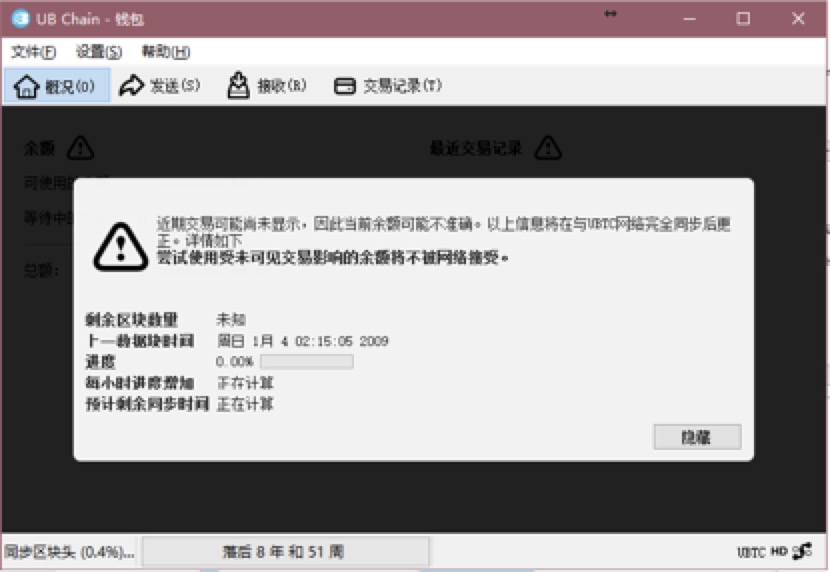 UB Chain - 钱包
文件(F) 设置(S) 帮助(H)
概况(O) 发送(S) 接收(R) 交易记录(T)
余额 最近交易记录
可使用的
等待中的
总额:
近期交易可能尚未显示，因此当前余额可能不准确。以上信息将在与UBTC网络完全同步后更
正。详情如下
尝试使用受未可见交易影响的余额将不被网络接受。
剩余区块数量 未知
上一数据块时间 周日 1月 4 02:15:05 2009
进度 0.00%
每小时进度增加 正在计算
预计剩余同步时间 正在计算
隐藏
同步区块头 (0.4%)... 落后 8 年 和 51 周 UBTC HD